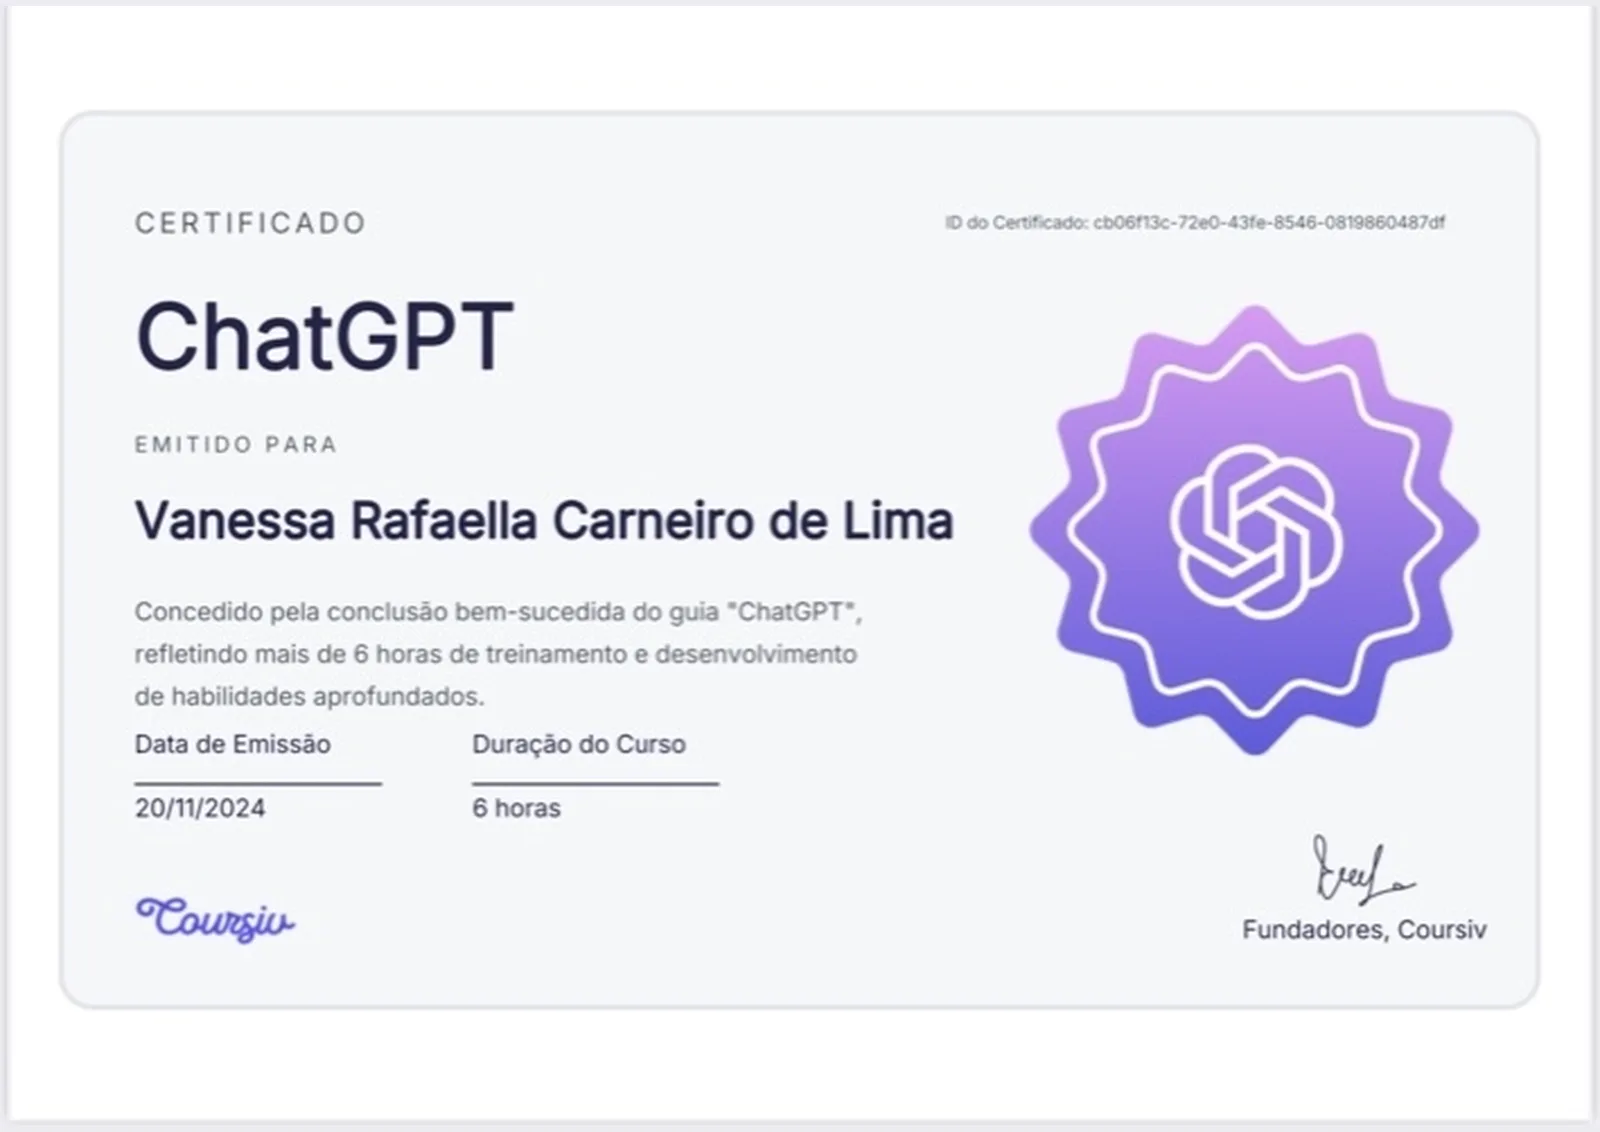 CERTIFICADO
ID do Certificado: cb06f13c-72e0-43fe-8546-0819860487df
ChatGPT
EMITIDO PARA
Vanessa Rafaella Carneiro de Lima
Concedido pela conclusão bem-sucedida do guia "ChatGPT",
refletindo mais de 6 horas de treinamento e desenvolvimento
de habilidades aprofundados.
Data de Emissão
Duração do Curso
20/11/2024
6 horas
Coursiv
Fundadores, Coursiv